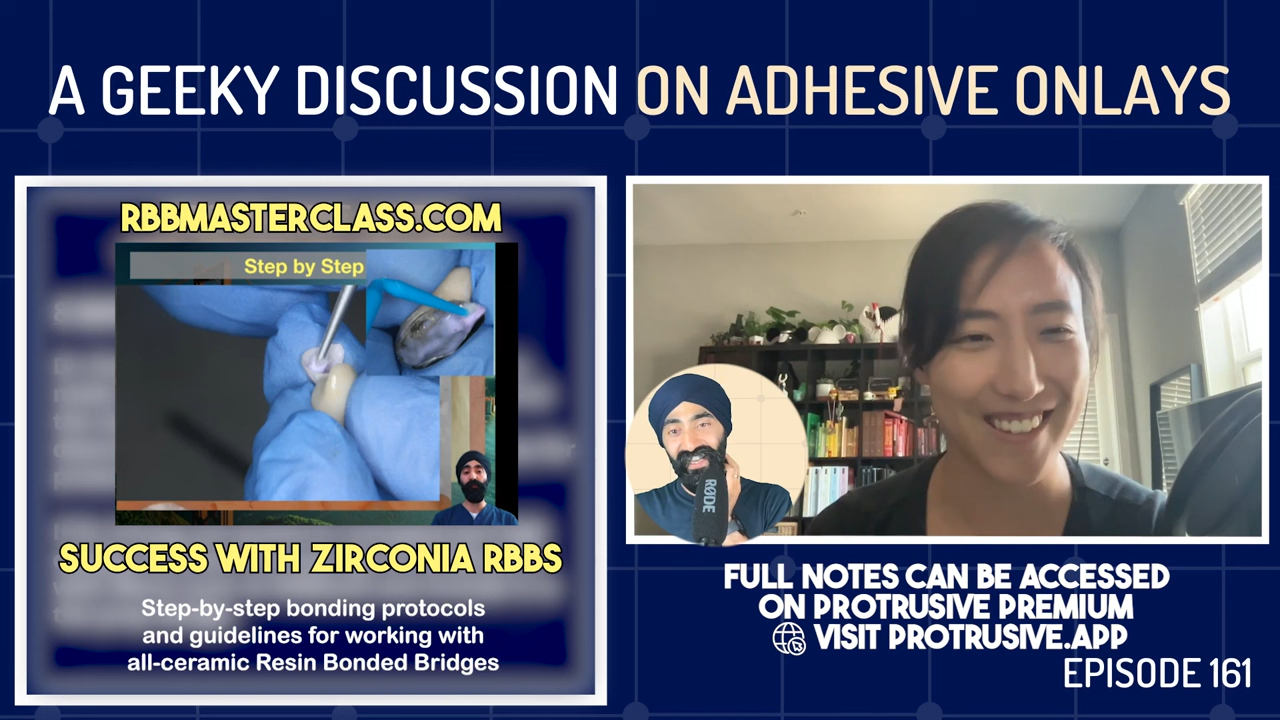 A GEEKY DISCUSSION ON ADHESIVE ONLAYS
RBBMASTERCLASS.COM
Step by Step
SUCCESS WITH ZIRCONIA RBBS
Step-by-step bonding protocols
and guidelines for working with
all-ceramic Resin Bonded Bridges
RØDE
FULL NOTES CAN BE ACCESSED
ON PROTRUSIVE PREMIUM
VISIT PROTRUSIVE.APP
EPISODE 161